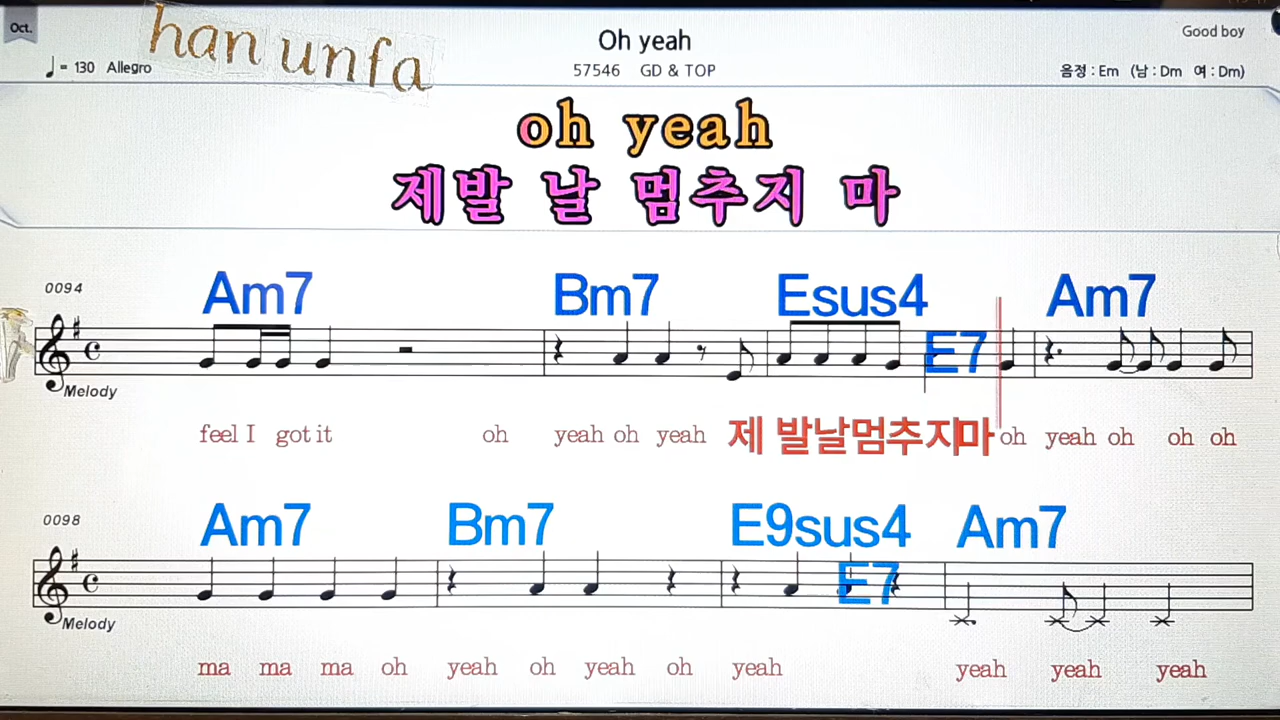 Oct.
han unfa
Oh yeah
Good boy
♩ = 130 Allegro
57546 GD & TOP
음정 : Em (남 : Dm 여 : Dm)
oh yeah
제발 날 멈추지 마
0094
Am7 Bm7 Esus4 E7 Am7
Melody
feel I got it oh yeah oh yeah 제 발날멈추지마 oh yeah oh oh oh
0098
Am7 Bm7 E9sus4 E7 Am7
Melody
ma ma ma oh yeah oh yeah oh yeah yeah yeah yeah